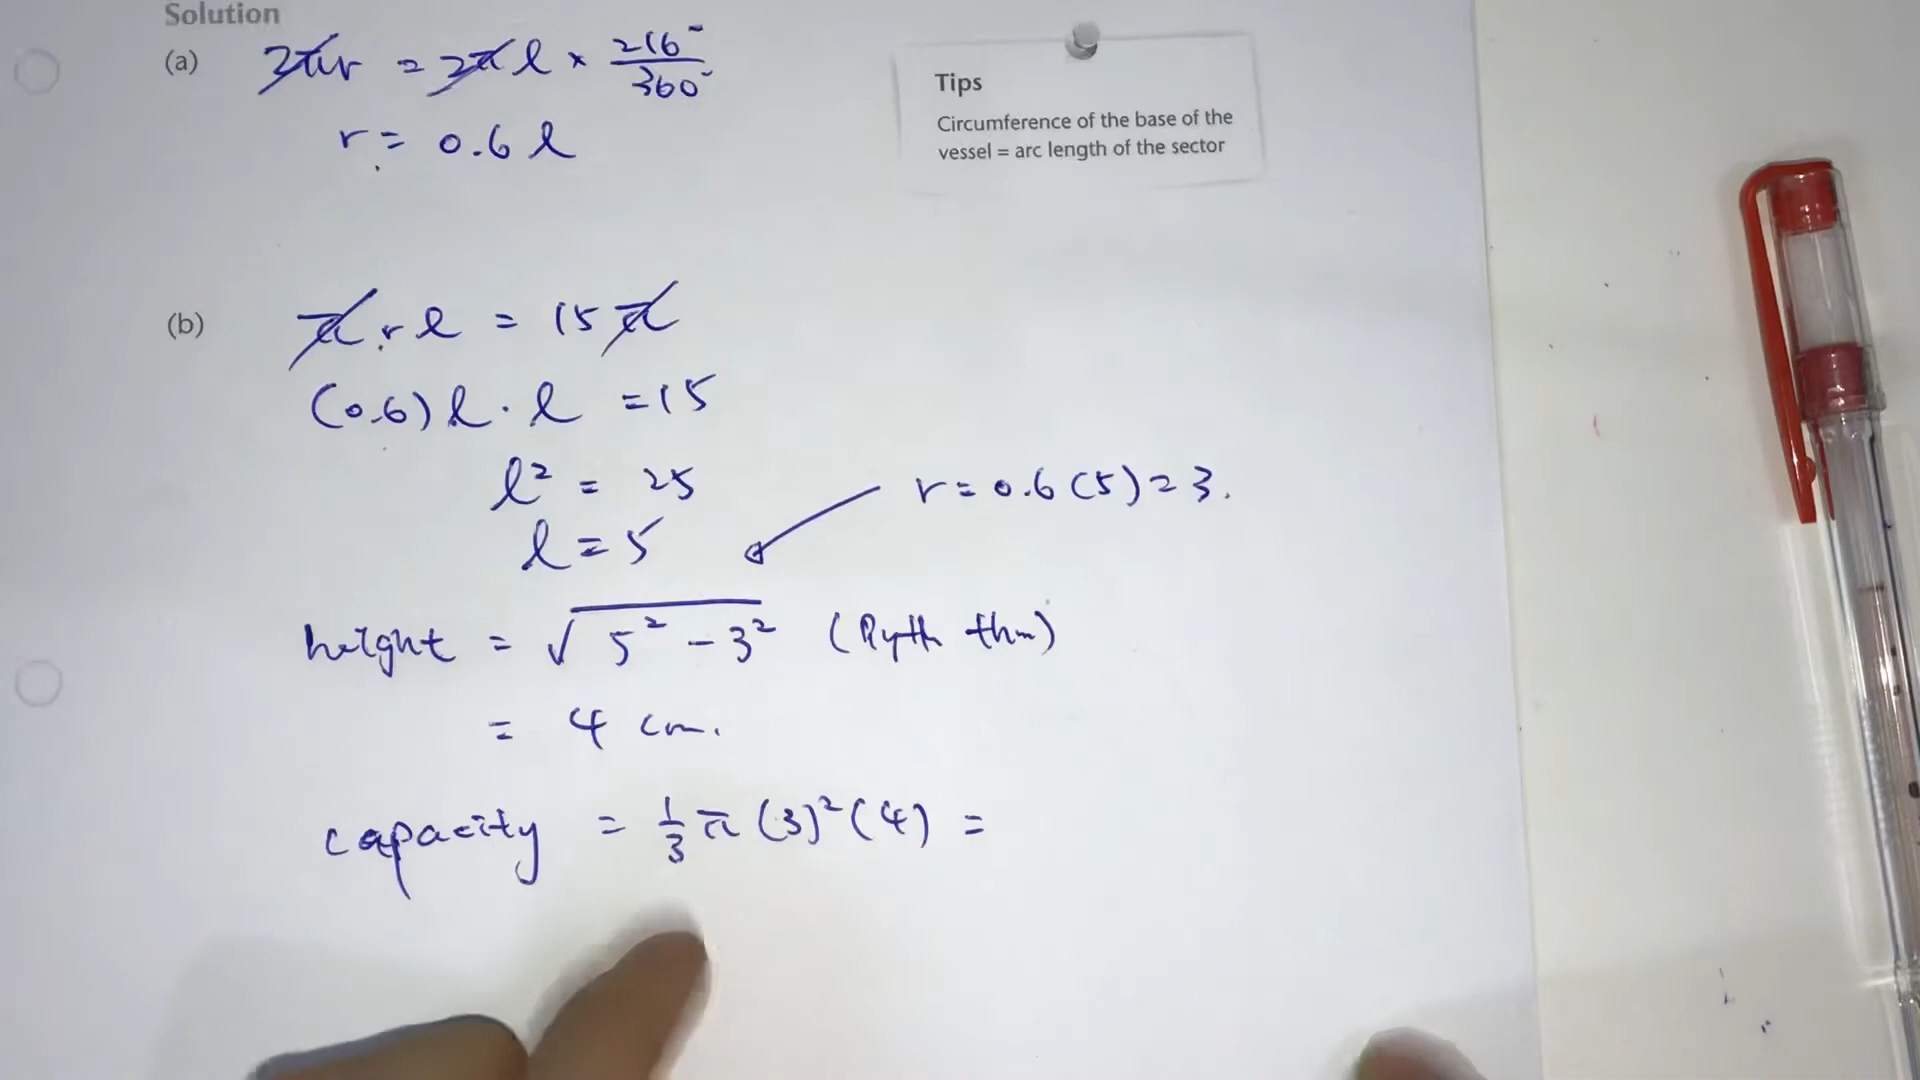 Solution
(a) 2πr = 2πl × 216°/360°
r = 0.6 l
Tips
Circumference of the base of the
vessel = arc length of the sector
(b) π r l = 15 π
(0.6) l · l = 15
l² = 25
l = 5
r = 0.6 (5) = 3.
height = √(5² - 3²) (Pyth thm)
= 4 cm.
capacity = 1/3 π (3)² (4) =